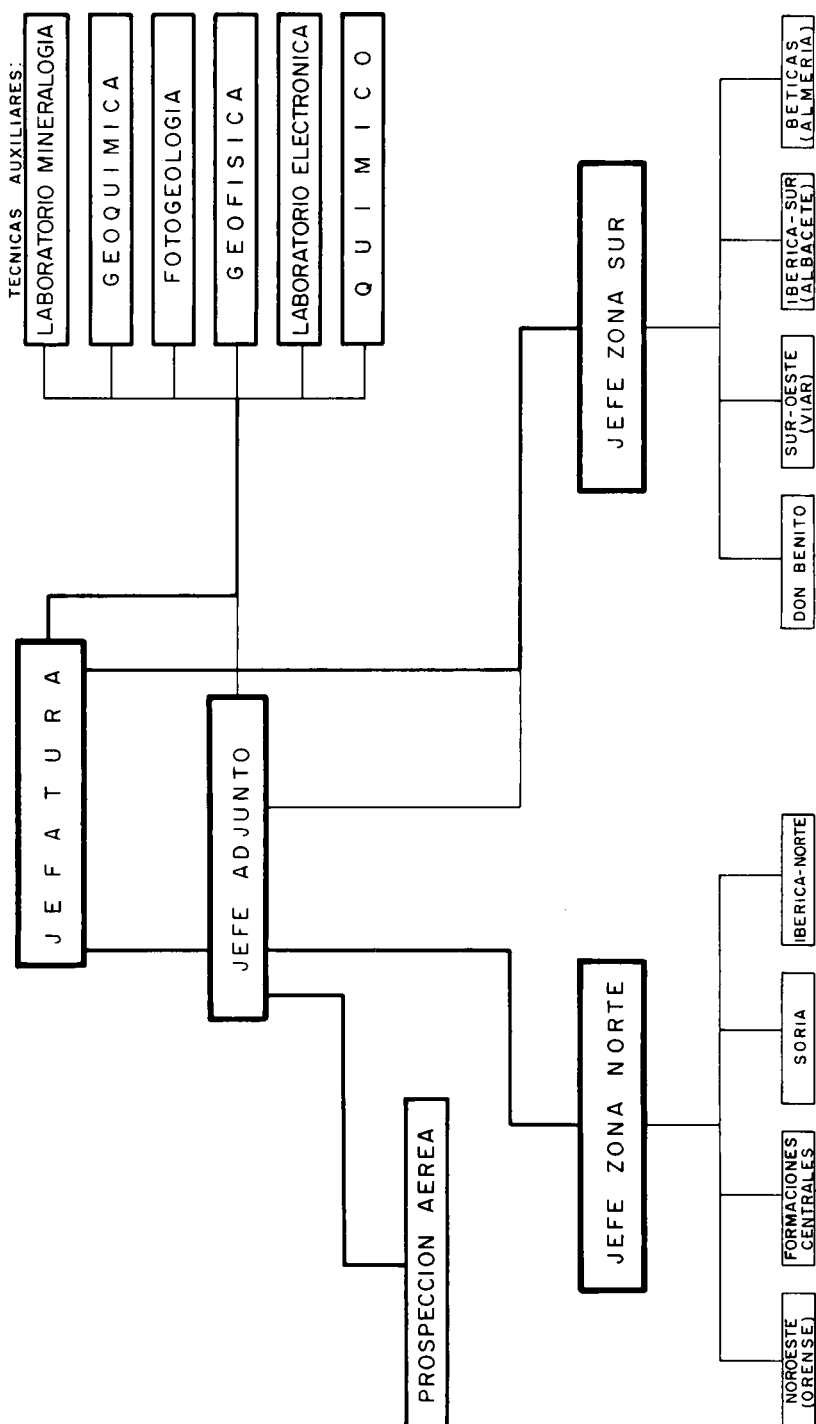 JEFATURA
TECNICAS AUXILIARES:
LABORATORIO MINERALOGIA
GEOQUIMICA
FOTOGEOLOGIA
GEOFISICA
LABORATORIO ELECTRONICA
QUIMICO
JEFE ADJUNTO
PROSPECCION AEREA
JEFE ZONA NORTE
JEFE ZONA SUR
NOROESTE
(ORENSE)
FORMACIONES
CENTRALES
SORIA
IBERICA-NORTE
DON BENITO
SUR-OESTE
(VIAR)
IBERICA-SUR
(ALBACETE)
BETICAS
(ALMERIA)